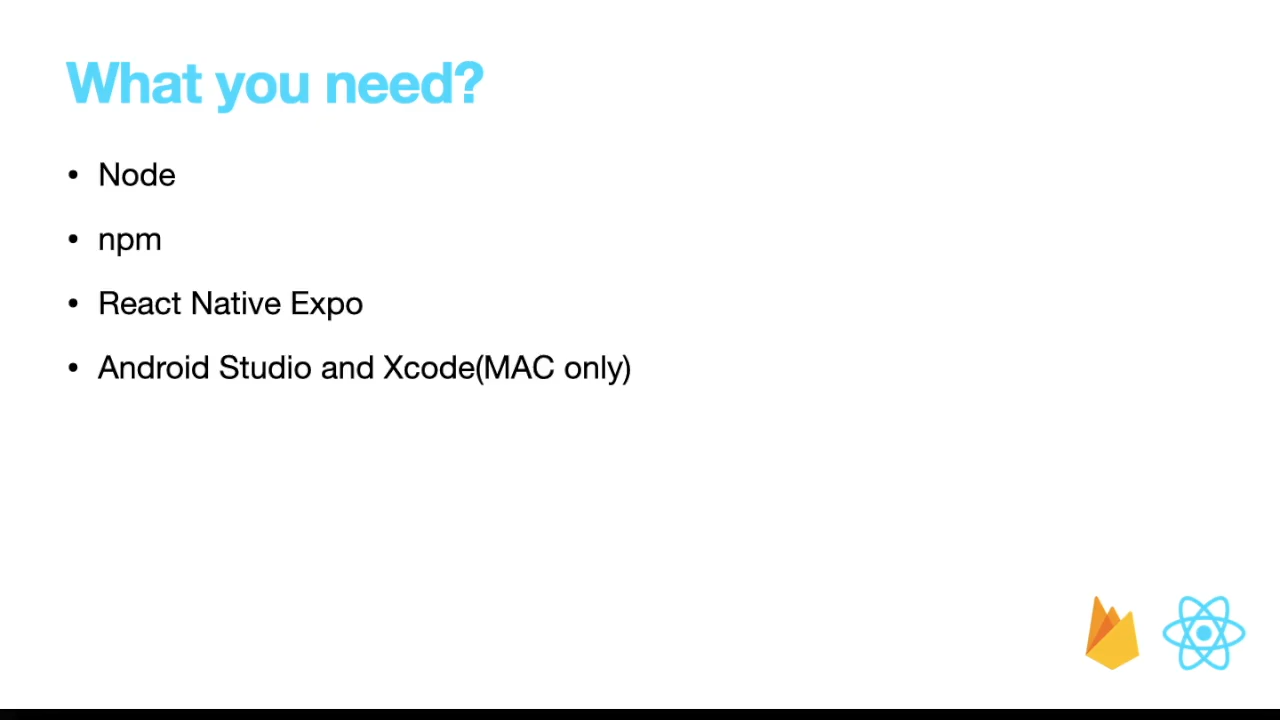 What you need?
• Node
• npm
• React Native Expo
• Android Studio and Xcode(MAC only)